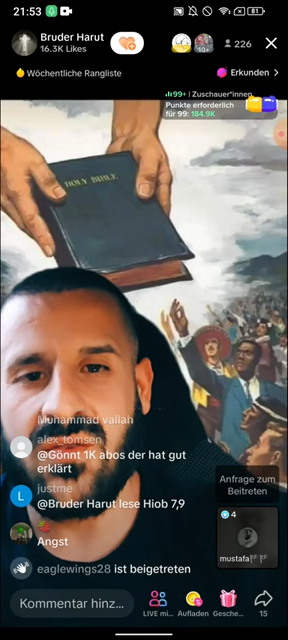 21:53
81
Bruder Harut
16.3K Likes
10+
226
Wöchentliche Rangliste
Erkunden >
99+ | Zuschauer*innen
Punkte erforderlich
für 99: 184.9K
HOLY BIBLE
Muhammad vallah
alex_tomsen
@Gönnt 1K abos der hat gut
erklärt
justme
L
@Bruder Harut lese Hiob 7,9
Angst
eaglewings28 ist beigetreten
Anfrage zum
Beitreten
4
mustafa
Kommentar hinz...
LIVE mi...
Aufladen
Gesche...
15